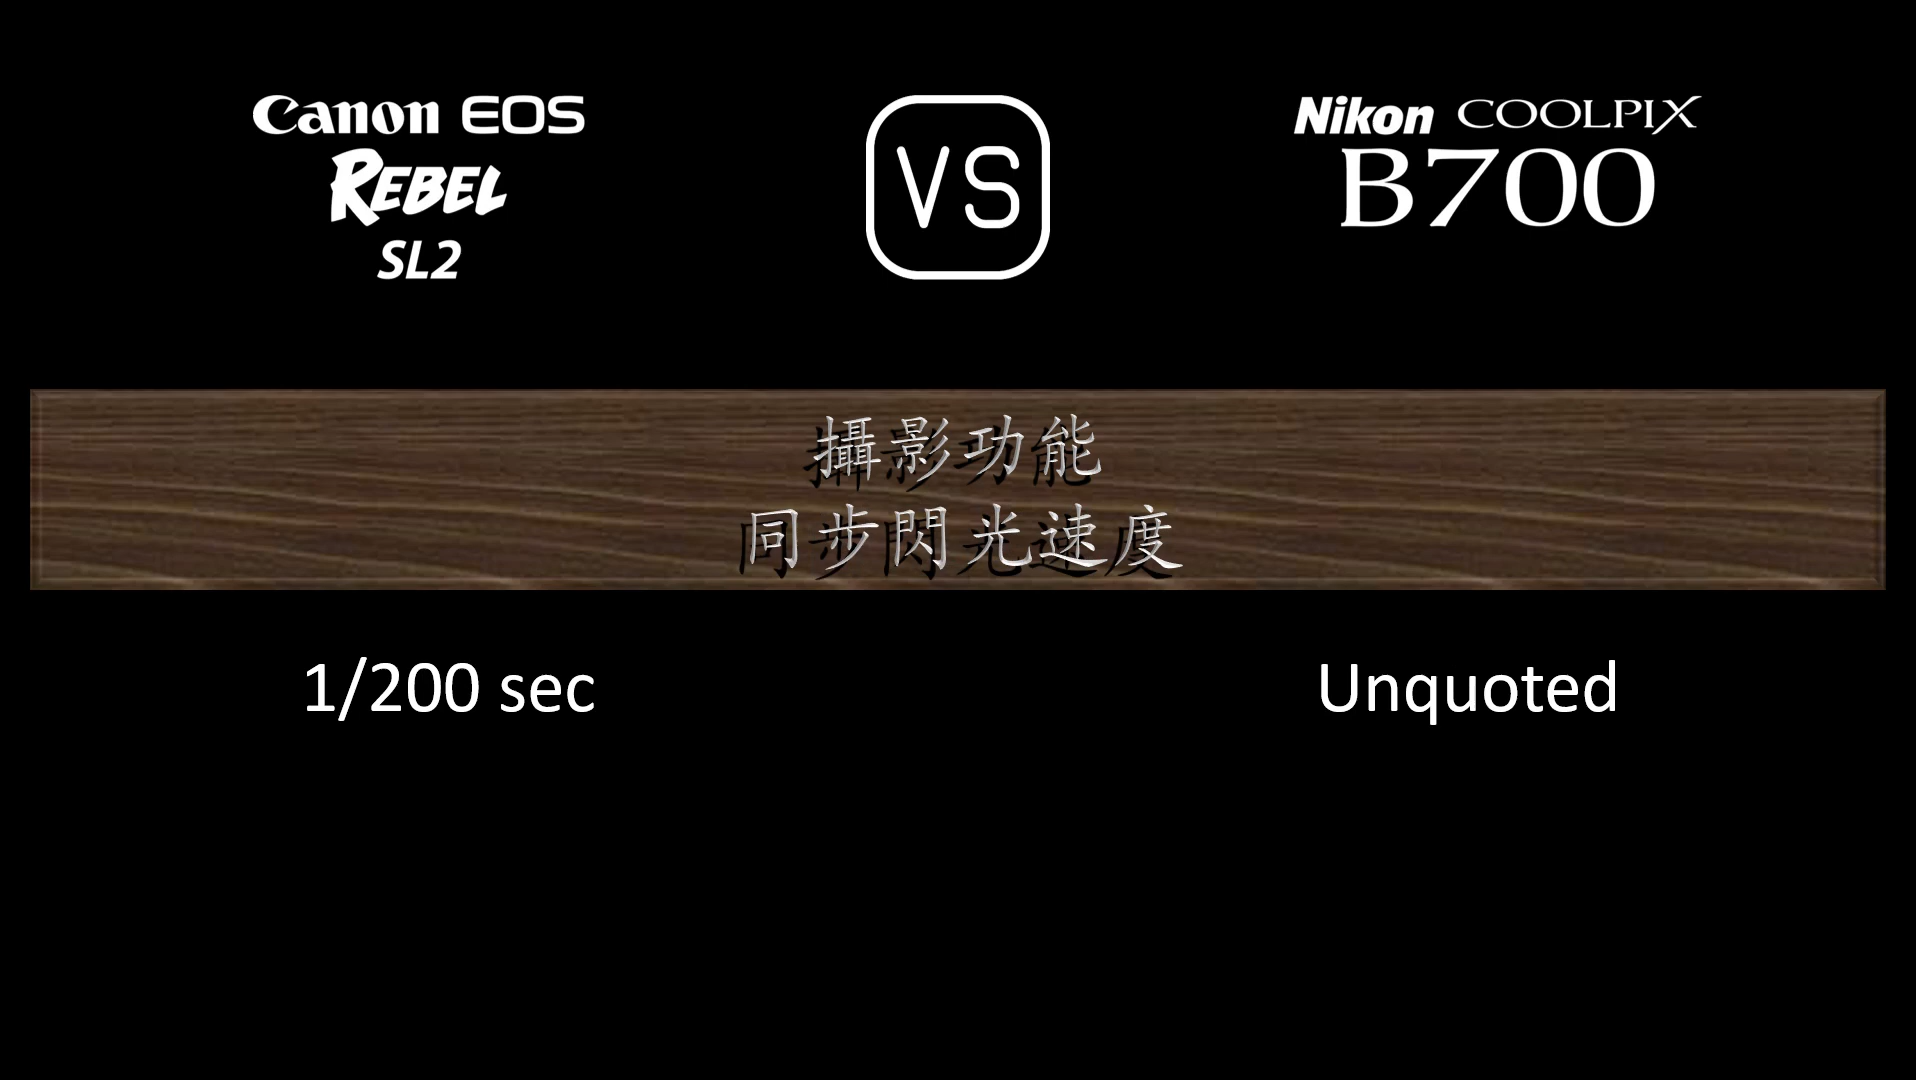 Canon EOS
REBEL
SL2
VS
Nikon COOLPIX
B700
攝影功能
同步閃光速度
1/200 sec
Unquoted